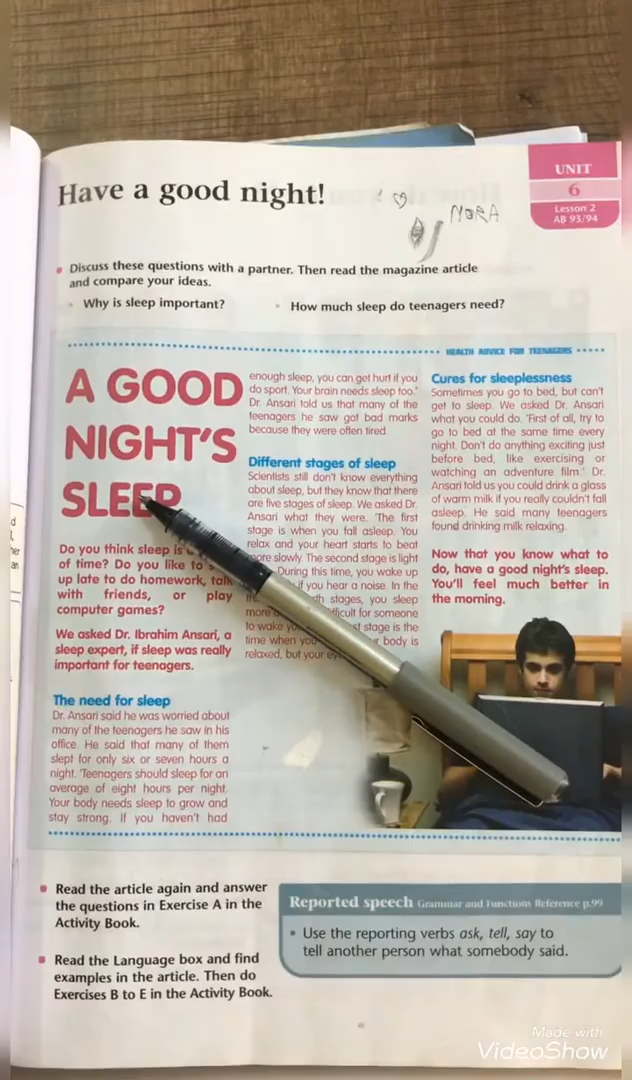 Have a good night!
NORA
UNIT
6
Lesson 2
AB 93/94
Discuss these questions with a partner. Then read the magazine article
and compare your ideas.
Why is sleep important?
How much sleep do teenagers need?
HEALTH ADVICE FOR TEENAGERS
A GOOD
NIGHT'S
SLEEP
Do you think sleep is
of time? Do you like to
up late to do homework, talk
with friends, or play
computer games?
We asked Dr. Ibrahim Ansari, a
sleep expert, if sleep was really
important for teenagers.
The need for sleep
Dr. Ansari said he was worried about
many of the teenagers he saw in his
office. He said that many of them
slept for only six or seven hours a
night. 'Teenagers should sleep for an
average of eight hours per night.
Your body needs sleep to grow and
stay strong. If you haven't had
enough sleep, you can get hurt if you
do sport. Your brain needs sleep too.'
Dr. Ansari told us that many of the
teenagers he saw got bad marks
because they were often tired.
Different stages of sleep
Scientists still don't know everything
about sleep, but they know that there
are five stages of sleep. We asked Dr.
Ansari what they were. 'The first
stage is when you fall asleep. You
relax and your heart starts to beat
more slowly. The second stage is light
During this time, you wake up
if you hear a noise. In the
stages, you sleep
more difficult for someone
to wake stage is the
time when you body is
relaxed, but your
Cures for sleeplessness
Sometimes you go to bed, but can't
get to sleep. We asked Dr. Ansari
what you could do. 'First of all, try to
go to bed at the same time every
night. Don't do anything exciting just
before bed, like exercising or
watching an adventure film.' Dr.
Ansari told us you could drink a glass
of warm milk if you really couldn't fall
asleep. He said many teenagers
found drinking milk relaxing.
Now that you know what to
do, have a good night's sleep.
You'll feel much better in
the morning.
Read the article again and answer
the questions in Exercise A in the
Activity Book.
Read the Language box and find
examples in the article. Then do
Exercises B to E in the Activity Book.
Reported speech Grammar and Functions Reference p.99
Use the reporting verbs ask, tell, say to
tell another person what somebody said.
Made with
VideoShow